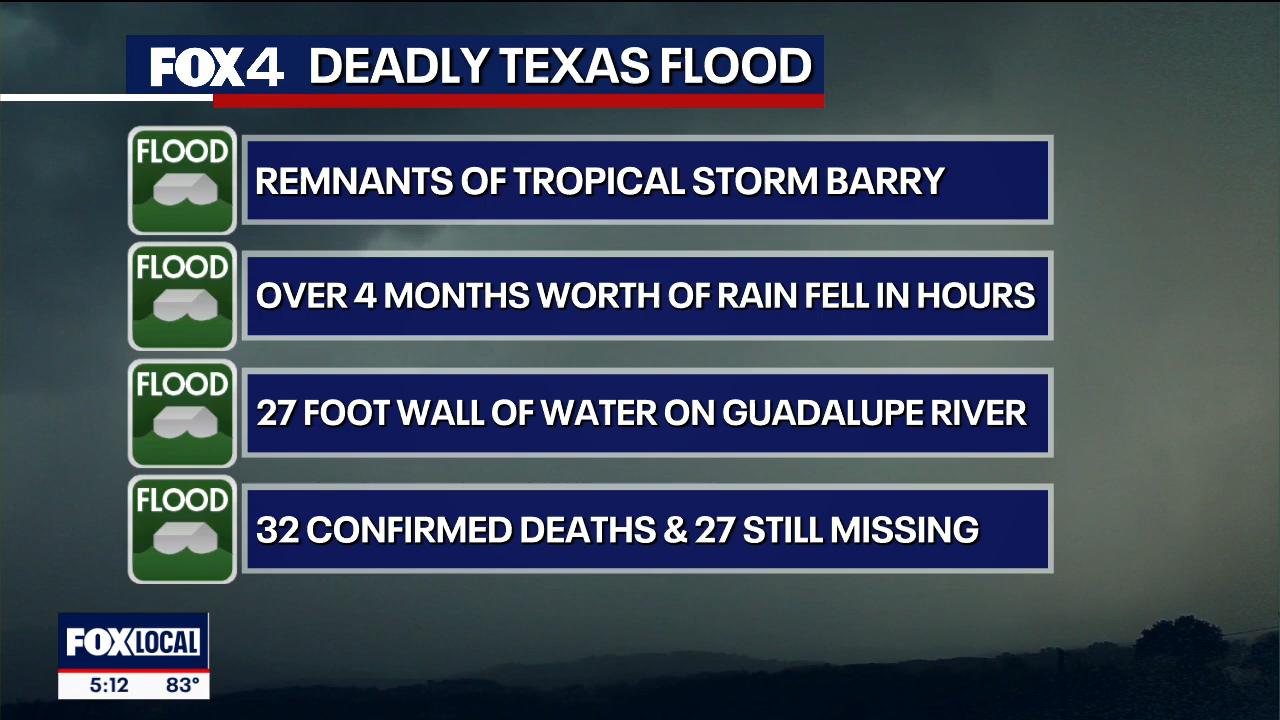 FOX4 DEADLY TEXAS FLOOD
FLOOD
REMNANTS OF TROPICAL STORM BARRY
FLOOD
OVER 4 MONTHS WORTH OF RAIN FELL IN HOURS
FLOOD
27 FOOT WALL OF WATER ON GUADALUPE RIVER
FLOOD
32 CONFIRMED DEATHS & 27 STILL MISSING
FOX LOCAL
5:12 83°